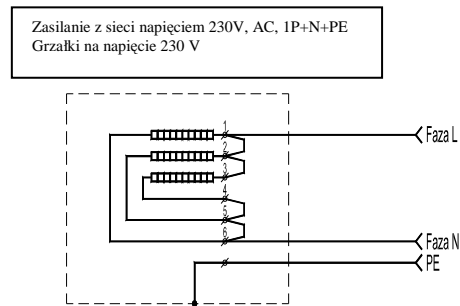 Zasilanie z sieci napięciem 230V, AC, 1P+N+PE
Grzałki na napięcie 230 V
1
Faza L
2
3
4
5
6
Faza N
PE